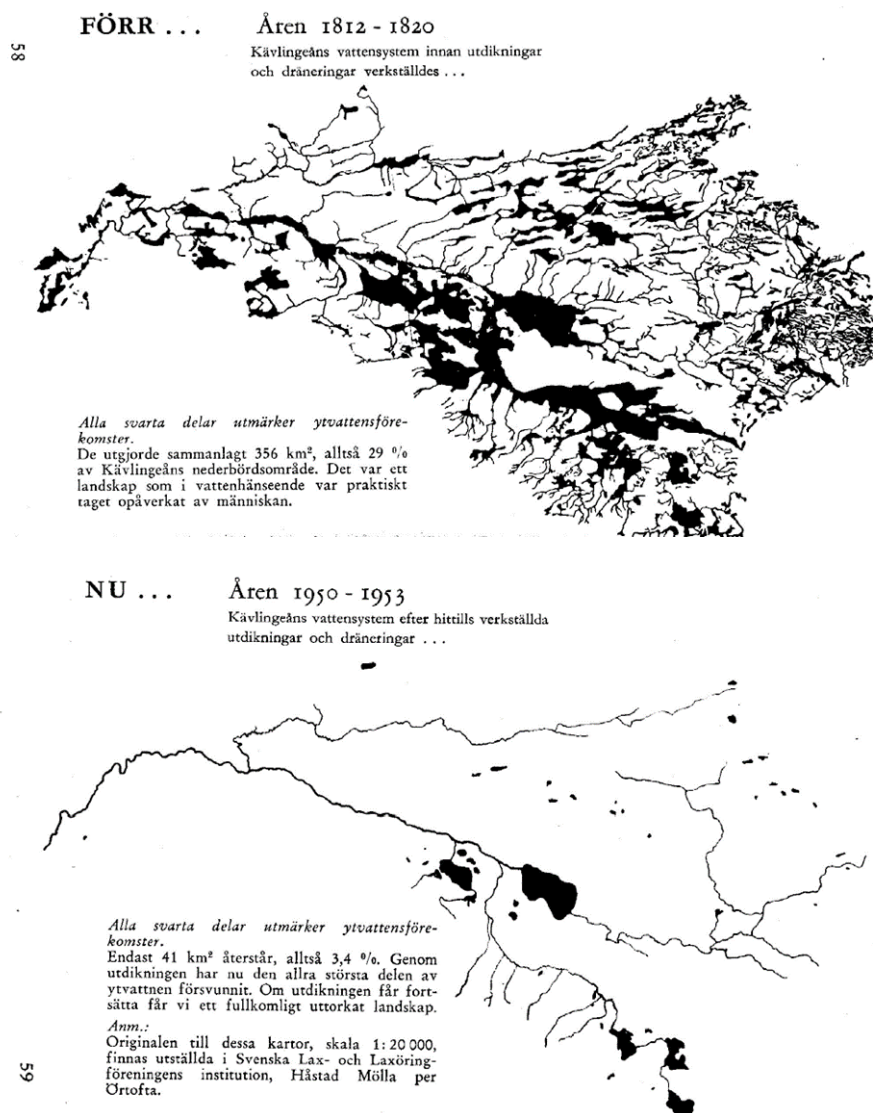 58
FÖRR ... Åren 1812 - 1820
Kävlingeåns vattensystem innan utdikningar
och dräneringar verkställdes ...
Alla svarta delar utmärker ytvattensföre-
komster.
De utgjorde sammanlagt 356 km², alltså 29 %
av Kävlingeåns nederbördsområde. Det var ett
landskap som i vattenhänseende var praktiskt
taget opåverkat av människan.
NU ... Åren 1950 - 1953
Kävlingeåns vattensystem efter hittills verkställda
utdikningar och dräneringar ...
Alla svarta delar utmärker ytvattensföre-
komster.
Endast 41 km² återstår, alltså 3,4 %. Genom
utdikningen har nu den allra största delen av
ytvattnen försvunnit. Om utdikningen får fort-
sätta får vi ett fullkomligt uttorkat landskap.
Anm.:
Originalen till dessa kartor, skala 1: 20 000,
finnas utställda i Svenska Lax- och Laxöring-
föreningens institution, Håstad Mölla per
Örtofta.
59